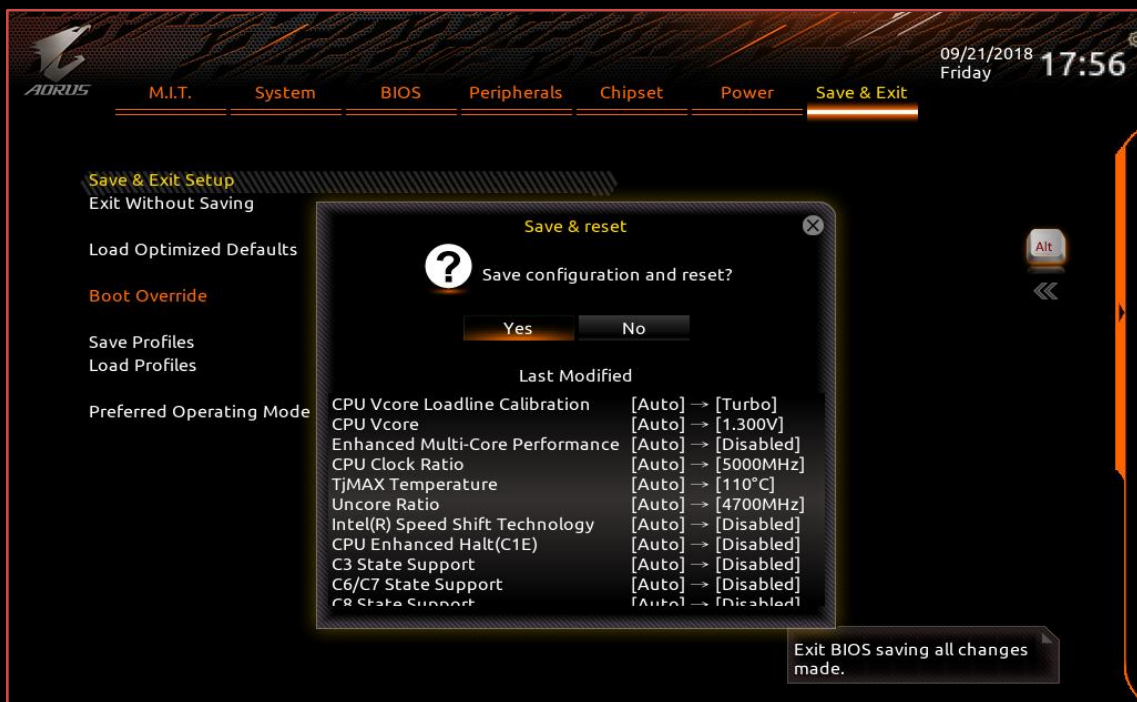 09/21/2018 17:56
Friday
AORUS
M.I.T. System BIOS Peripherals Chipset Power Save & Exit
Save & Exit Setup
Exit Without Saving
Load Optimized Defaults
Boot Override
Save Profiles
Load Profiles
Preferred Operating Mode
Save & reset
Save configuration and reset?
Yes No
Last Modified
CPU Vcore Loadline Calibration [Auto] → [Turbo]
CPU Vcore [Auto] → [1.300V]
Enhanced Multi-Core Performance [Auto] → [Disabled]
CPU Clock Ratio [Auto] → [5000MHz]
TjMAX Temperature [Auto] → [110°C]
Uncore Ratio [Auto] → [4700MHz]
Intel(R) Speed Shift Technology [Auto] → [Disabled]
CPU Enhanced Halt(C1E) [Auto] → [Disabled]
C3 State Support [Auto] → [Disabled]
C6/C7 State Support [Auto] → [Disabled]
C8 State Support [Auto] → [Disabled]
Alt
Exit BIOS saving all changes
made.